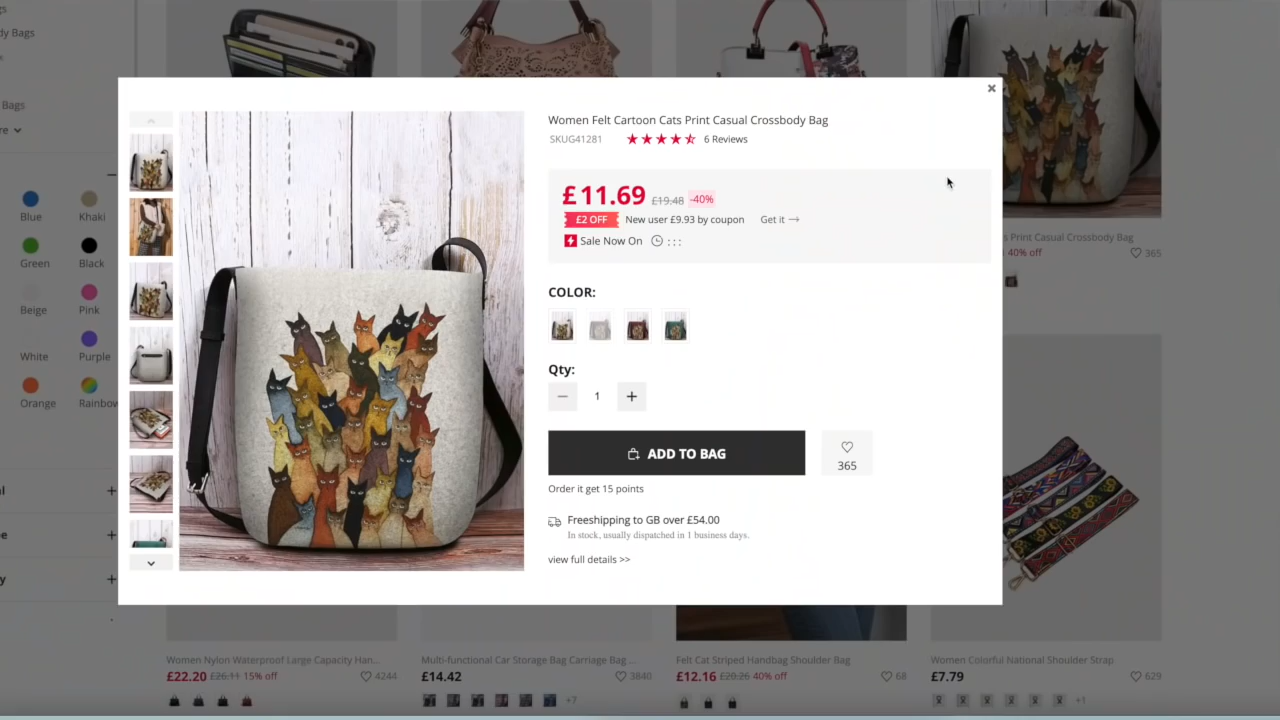 gs
dy Bags
Bags
re
Blue
Khaki
Green
Black
Beige
Pink
White
Purple
Orange
Rainbow
Women Felt Cartoon Cats Print Casual Crossbody Bag
SKUG41281
6 Reviews
£11.69 £19.48 -40%
£2 OFF New user £9.93 by coupon Get it →
Sale Now On : : :
COLOR:
Qty:
− 1 +
ADD TO BAG
365
Order it get 15 points
Freeshipping to GB over £54.00
In stock, usually dispatched in 1 business days.
view full details >>
s Print Casual Crossbody Bag
40% off
365
Women Nylon Waterproof Large Capacity Han...
£22.20 £26.11 15% off
4244
Multi-functional Car Storage Bag Carriage Bag ...
£14.42
3840
+7
Felt Cat Striped Handbag Shoulder Bag
£12.16 £20.26 40% off
68
Women Colorful National Shoulder Strap
£7.79
629
+1